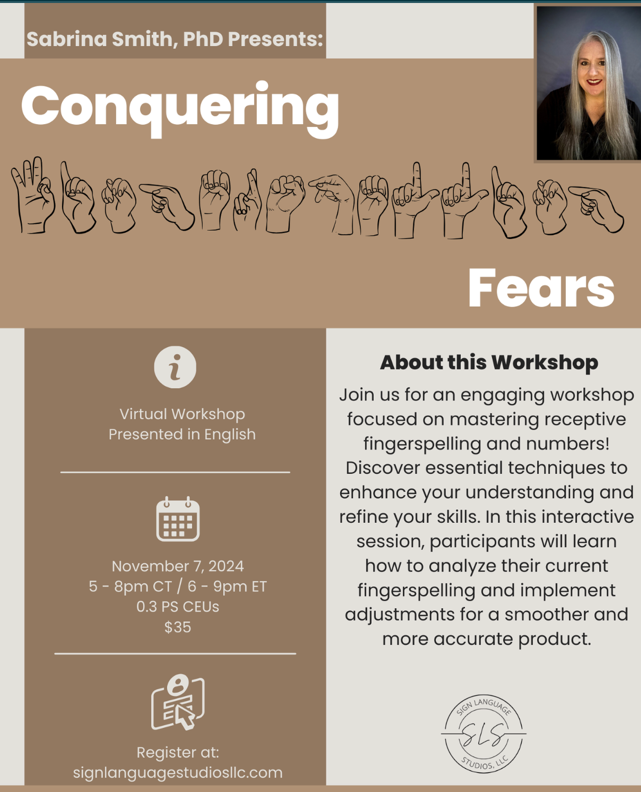 Sabrina Smith, PhD Presents:
Conquering
Fears
Virtual Workshop
Presented in English
November 7, 2024
5 - 8pm CT / 6 - 9pm ET
0.3 PS CEUs
$35
Register at:
signlanguagestudiosllc.com
About this Workshop
Join us for an engaging workshop
focused on mastering receptive
fingerspelling and numbers!
Discover essential techniques to
enhance your understanding and
refine your skills. In this interactive
session, participants will learn
how to analyze their current
fingerspelling and implement
adjustments for a smoother and
more accurate product.
SIGN LANGUAGE
SLS
STUDIOS, LLC